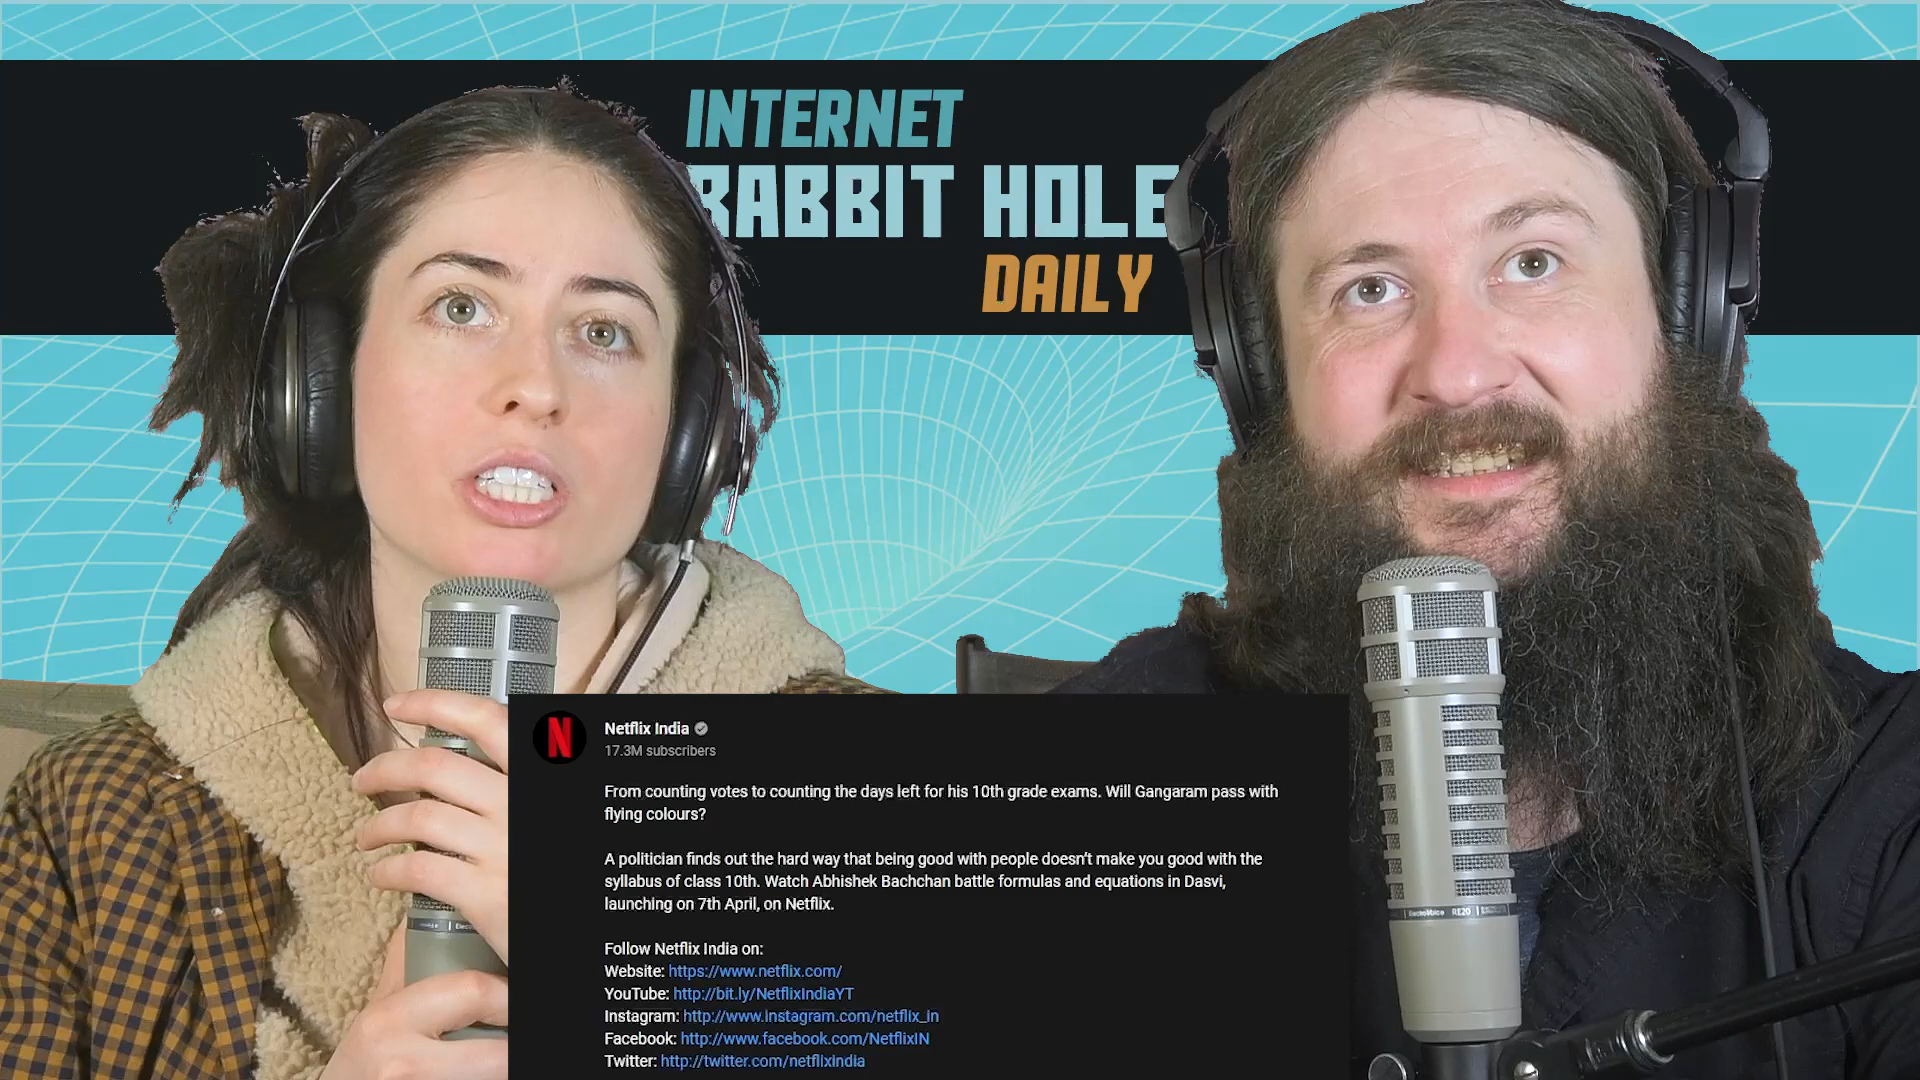 INTERNET
RABBIT HOLE
DAILY
Netflix India
17.3M subscribers
From counting votes to counting the days left for his 10th grade exams. Will Gangaram pass with
flying colours?
A politician finds out the hard way that being good with people doesn't make you good with the
syllabus of class 10th. Watch Abhishek Bachchan battle formulas and equations in Dasvi,
launching on 7th April, on Netflix.
Follow Netflix India on:
Website: https://www.netflix.com/
YouTube: http://bit.ly/NetflixIndiaYT
Instagram: http://www.instagram.com/netflix_in
Facebook: http://www.facebook.com/NetflixIN
Twitter: http://twitter.com/netflixindia
ElectroVoice RE20